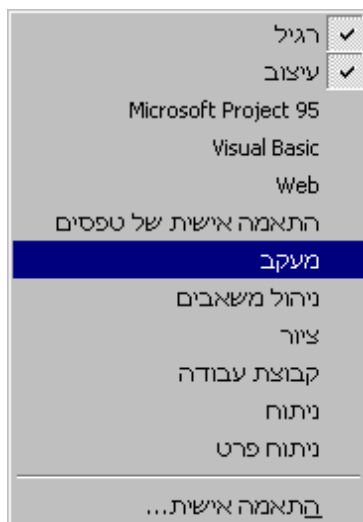 רגיל
עיצוב
Microsoft Project 95
Visual Basic
Web
התאמה אישית של טפסים
מעקב
ניהול משאבים
ציור
קבוצת עבודה
ניתוח
ניתוח פרט
התאמה אישית...